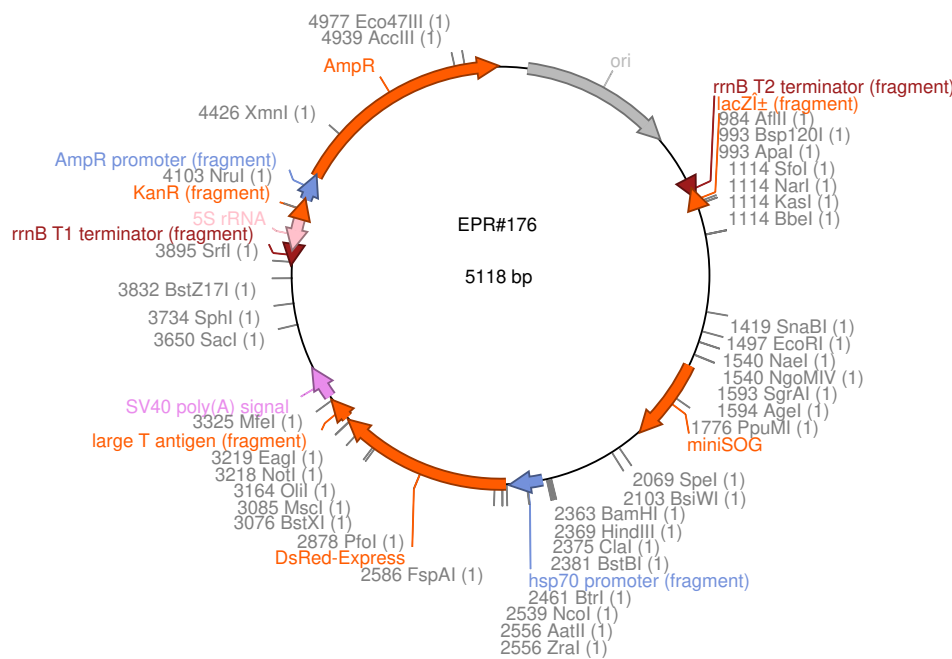 4977 Eco47III (1)
4939 AccIII (1)
AmpR
ori
4426 XmnI (1)
rrnB T2 terminator (fragment)
lacZÎ± (fragment)
984 AflII (1)
993 Bsp120I (1)
993 ApaI (1)
1114 SfoI (1)
1114 NarI (1)
1114 KasI (1)
1114 BbeI (1)
AmpR promoter (fragment)
4103 NruI (1)
KanR (fragment)
5S rRNA
rrnB T1 terminator (fragment)
3895 SrfI (1)
3832 BstZ17I (1)
3734 SphI (1)
3650 SacI (1)
EPR#176
5118 bp
1419 SnaBI (1)
1497 EcoRI (1)
1540 NaeI (1)
1540 NgoMIV (1)
1593 SgrAI (1)
1594 AgeI (1)
1776 PpuMI (1)
miniSOG
SV40 poly(A) signal
3325 MfeI (1)
large T antigen (fragment)
3219 EagI (1)
3218 NotI (1)
3164 OliI (1)
3085 MscI (1)
3076 BstXI (1)
2878 PfoI (1)
DsRed-Express
2586 FspAI (1)
2069 SpeI (1)
2103 BsiWI (1)
2363 BamHI (1)
2369 HindIII (1)
2375 ClaI (1)
2381 BstBI (1)
hsp70 promoter (fragment)
2461 BtrI (1)
2539 NcoI (1)
2556 AatII (1)
2556 ZraI (1)